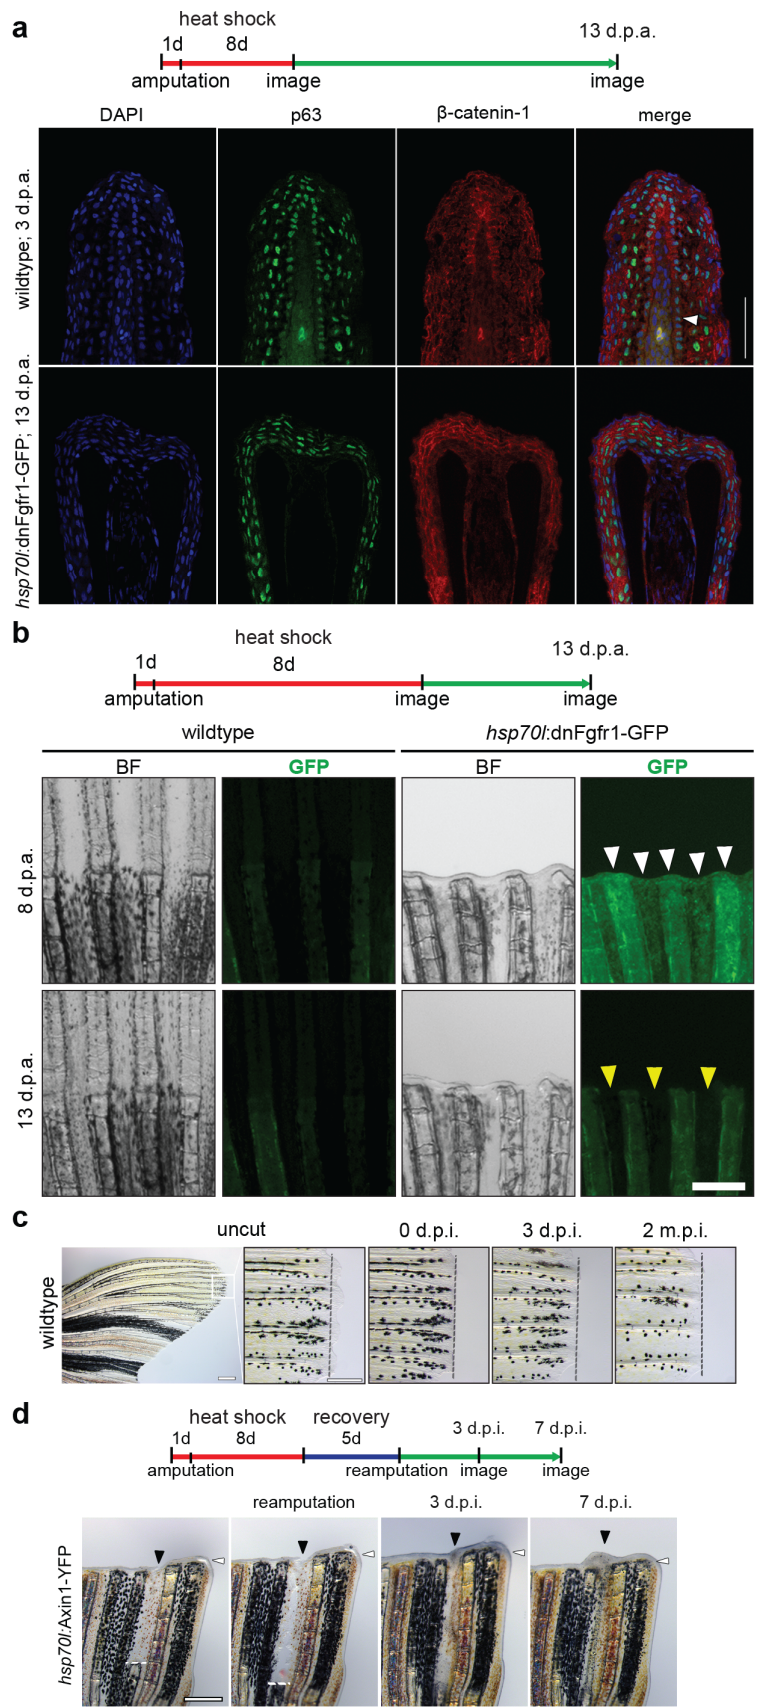 a
heat shock
1d 8d 13 d.p.a.
amputation image image
DAPI p63 β-catenin-1 merge
wildtype; 3 d.p.a.
hsp70l:dnFgfr1-GFP; 13 d.p.a.
b
heat shock
1d 8d 13 d.p.a.
amputation image image
wildtype hsp70l:dnFgfr1-GFP
BF GFP BF GFP
8 d.p.a.
13 d.p.a.
c
uncut 0 d.p.i. 3 d.p.i. 2 m.p.i.
wildtype
d
heat shock recovery
1d 8d 5d 3 d.p.i. 7 d.p.i.
amputation reamputation image image
reamputation 3 d.p.i. 7 d.p.i.
hsp70l:Axin1-YFP